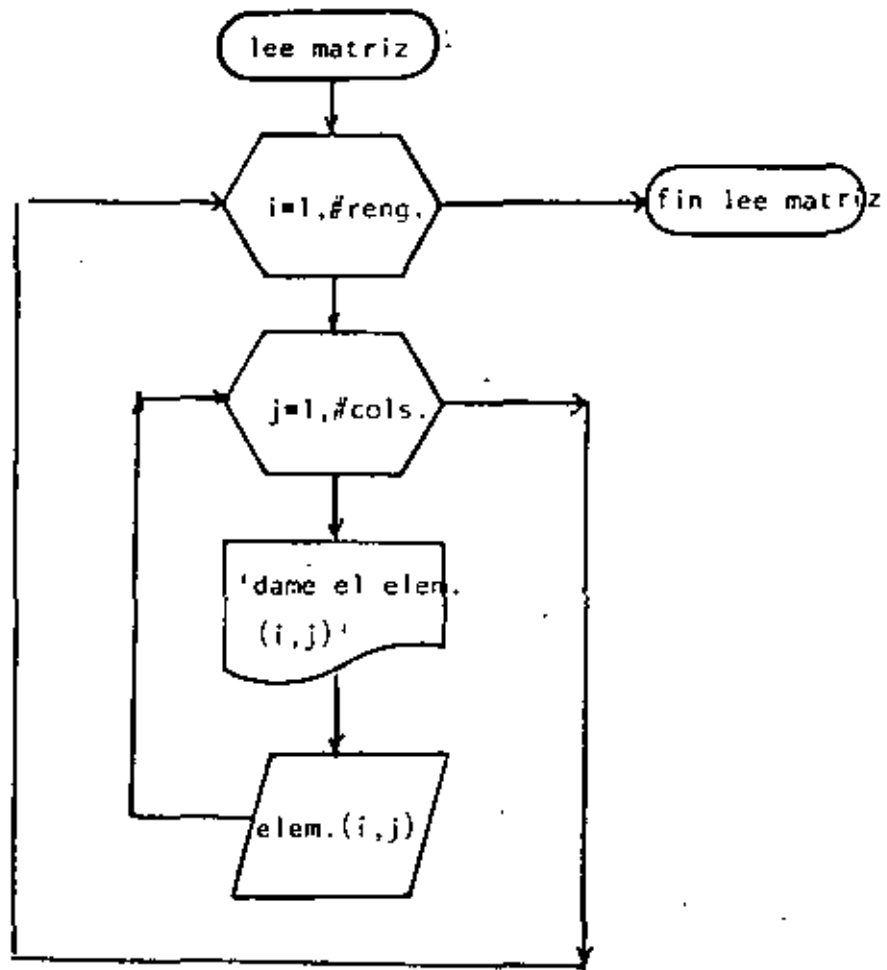 lee matriz
i=1,#reng.
fin lee matriz
j=1,#cols.
'dame el elem.
(i,j)'
elem.(i,j)